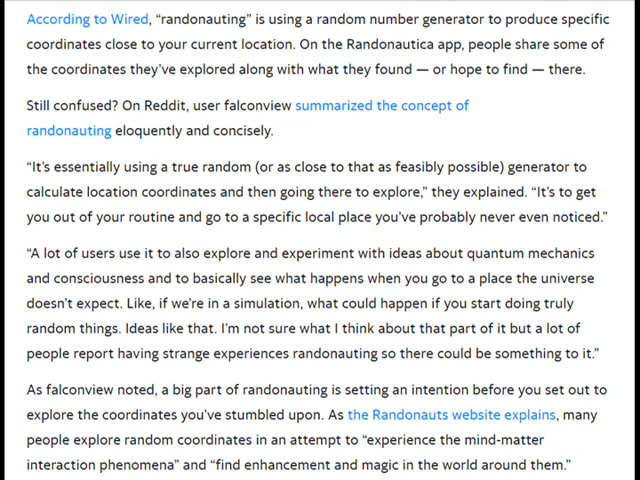 According to Wired, “randonauting” is using a random number generator to produce specific
coordinates close to your current location. On the Randonautica app, people share some of
the coordinates they’ve explored along with what they found — or hope to find — there.
Still confused? On Reddit, user falconview summarized the concept of
randonauting eloquently and concisely.
“It’s essentially using a true random (or as close to that as feasibly possible) generator to
calculate location coordinates and then going there to explore,” they explained. “It’s to get
you out of your routine and go to a specific local place you’ve probably never even noticed.”
“A lot of users use it to also explore and experiment with ideas about quantum mechanics
and consciousness and to basically see what happens when you go to a place the universe
doesn’t expect. Like, if we’re in a simulation, what could happen if you start doing truly
random things. Ideas like that. I’m not sure what I think about that part of it but a lot of
people report having strange experiences randonauting so there could be something to it.”
As falconview noted, a big part of randonauting is setting an intention before you set out to
explore the coordinates you’ve stumbled upon. As the Randonauts website explains, many
people explore random coordinates in an attempt to “experience the mind-matter
interaction phenomena” and “find enhancement and magic in the world around them.”